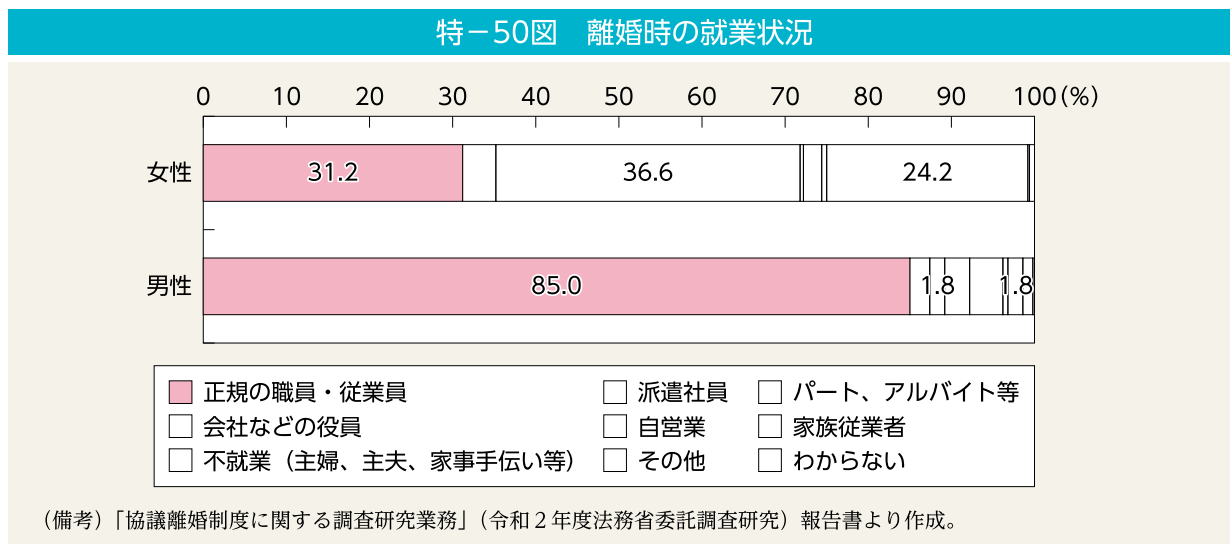 特－50図　離婚時の就業状況
0 10 20 30 40 50 60 70 80 90 100 (%)
女性 31.2 36.6 24.2
男性 85.0 1.8 1.8
正規の職員・従業員 派遣社員 パート、アルバイト等
会社などの役員 自営業 家族従業者
不就業（主婦、主夫、家事手伝い等） その他 わからない
（備考）「協議離婚制度に関する調査研究業務」（令和２年度法務省委託調査研究）報告書より作成。